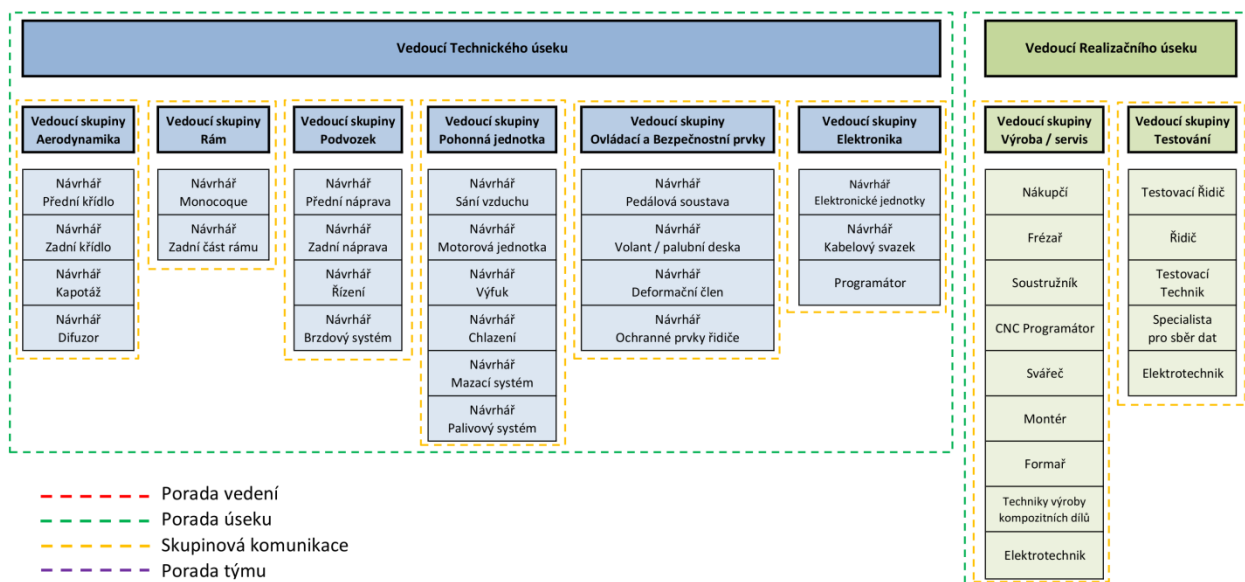 Vedoucí Technického úseku
Vedoucí Realizačního úseku
Vedoucí skupiny
Aerodynamika
Návrhář
Přední křídlo
Návrhář
Zadní křídlo
Návrhář
Kapotáž
Návrhář
Difuzor
Vedoucí skupiny
Rám
Návrhář
Monocoque
Návrhář
Zadní část rámu
Vedoucí skupiny
Podvozek
Návrhář
Přední náprava
Návrhář
Zadní náprava
Návrhář
Řízení
Návrhář
Brzdový systém
Vedoucí skupiny
Pohonná jednotka
Návrhář
Sání vzduchu
Návrhář
Motorová jednotka
Návrhář
Výfuk
Návrhář
Chlazení
Návrhář
Mazací systém
Návrhář
Palivový systém
Vedoucí skupiny
Ovládací a Bezpečnostní prvky
Návrhář
Pedálová soustava
Návrhář
Volant / palubní deska
Návrhář
Deformační člen
Návrhář
Ochranné prvky řidiče
Vedoucí skupiny
Elektronika
Návrhář
Elektronické jednotky
Návrhář
Kabelový svazek
Programátor
Vedoucí skupiny
Výroba / servis
Nákupčí
Frézař
Soustružník
CNC Programátor
Svářeč
Montér
Formař
Techniky výroby
kompozitních dílů
Elektrotechnik
Vedoucí skupiny
Testování
Testovací Řidič
Řidič
Testovací
Technik
Specialista
pro sběr dat
Elektrotechnik
Porada vedení
Porada úseku
Skupinová komunikace
Porada týmu